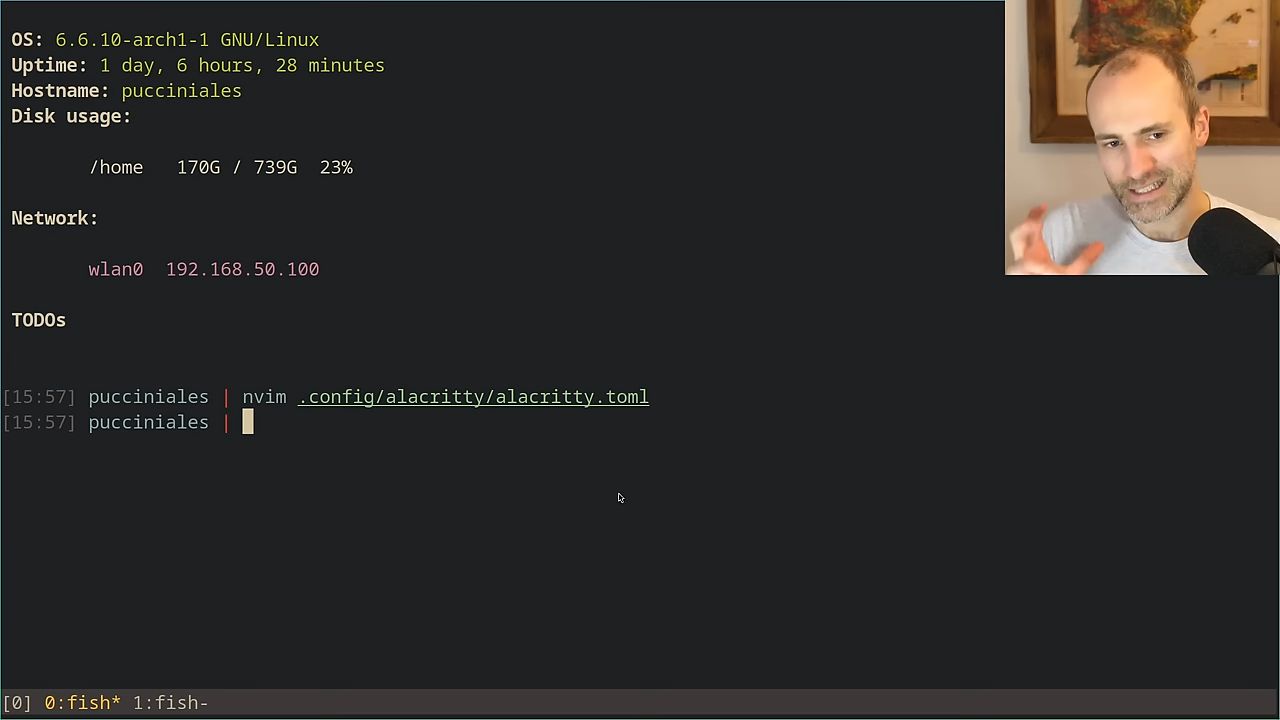 OS: 6.6.10-arch1-1 GNU/Linux
Uptime: 1 day, 6 hours, 28 minutes
Hostname: pucciniales
Disk usage:
/home 170G / 739G 23%
Network:
wlan0 192.168.50.100
TODOs
[15:57] pucciniales | nvim .config/alacritty/alacritty.toml
[15:57] pucciniales |
[0] 0:fish* 1:fish-